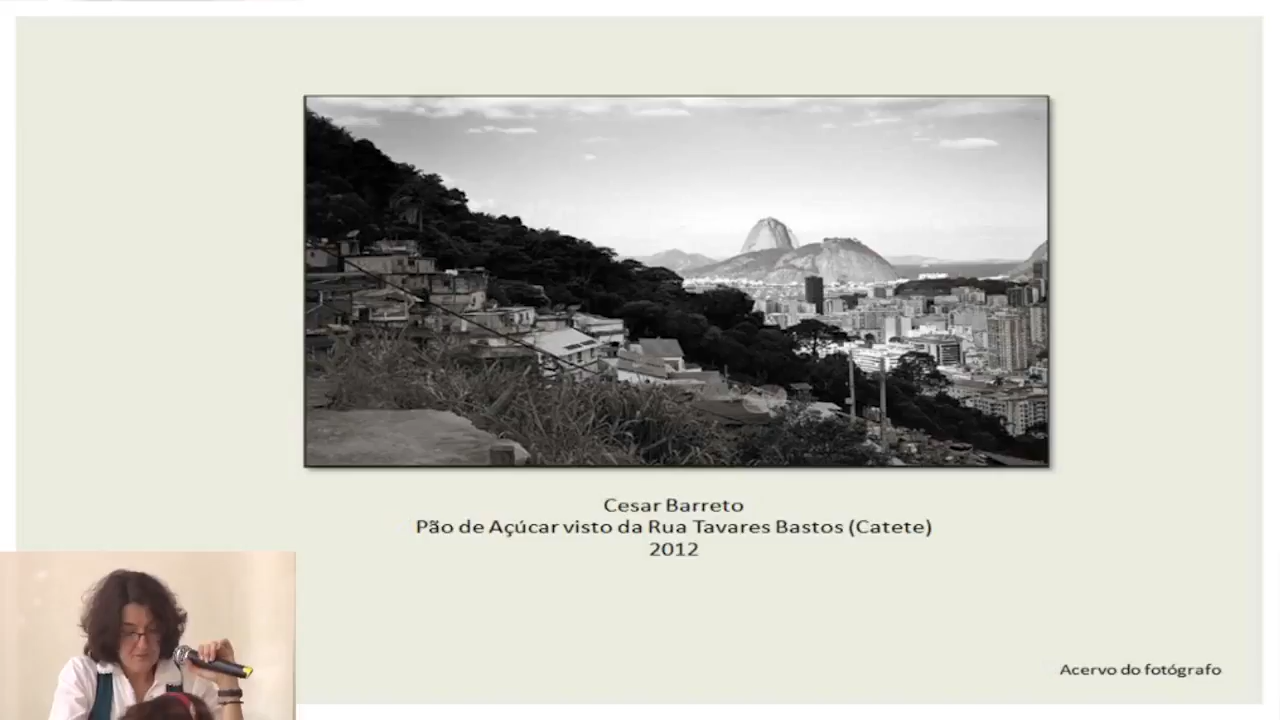 Cesar Barreto
Pão de Açúcar visto da Rua Tavares Bastos (Catete)
2012
Acervo do fotógrafo